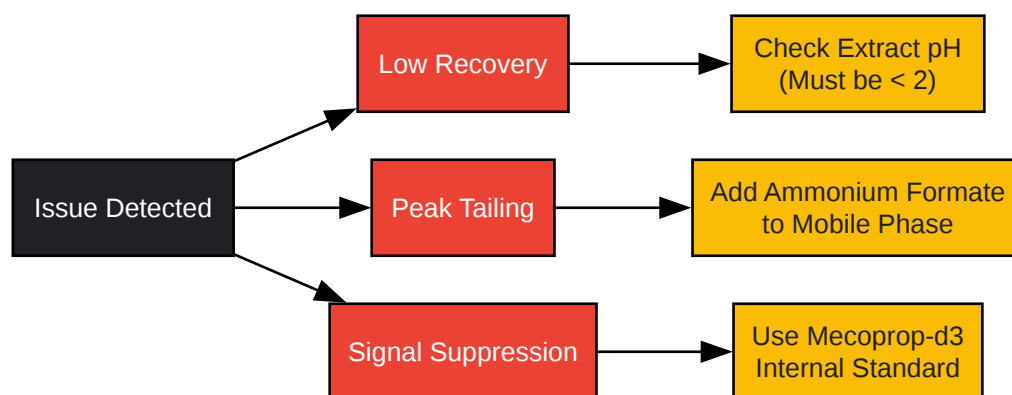 Issue Detected
Low Recovery
Check Extract pH
(Must be < 2)
Peak Tailing
Add Ammonium Formate
to Mobile Phase
Signal Suppression
Use Mecoprop-d3
Internal Standard